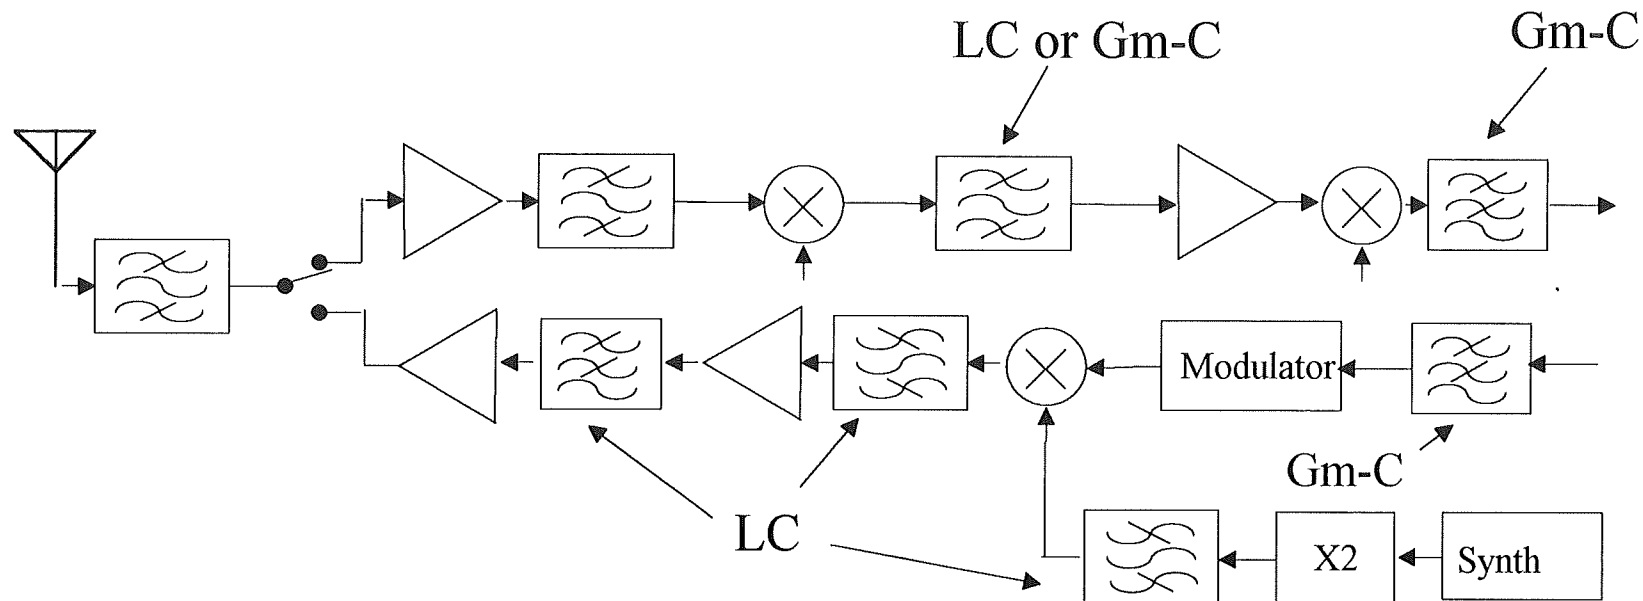 LC or Gm-C
Gm-C
Modulator
Gm-C
LC
X2
Synth